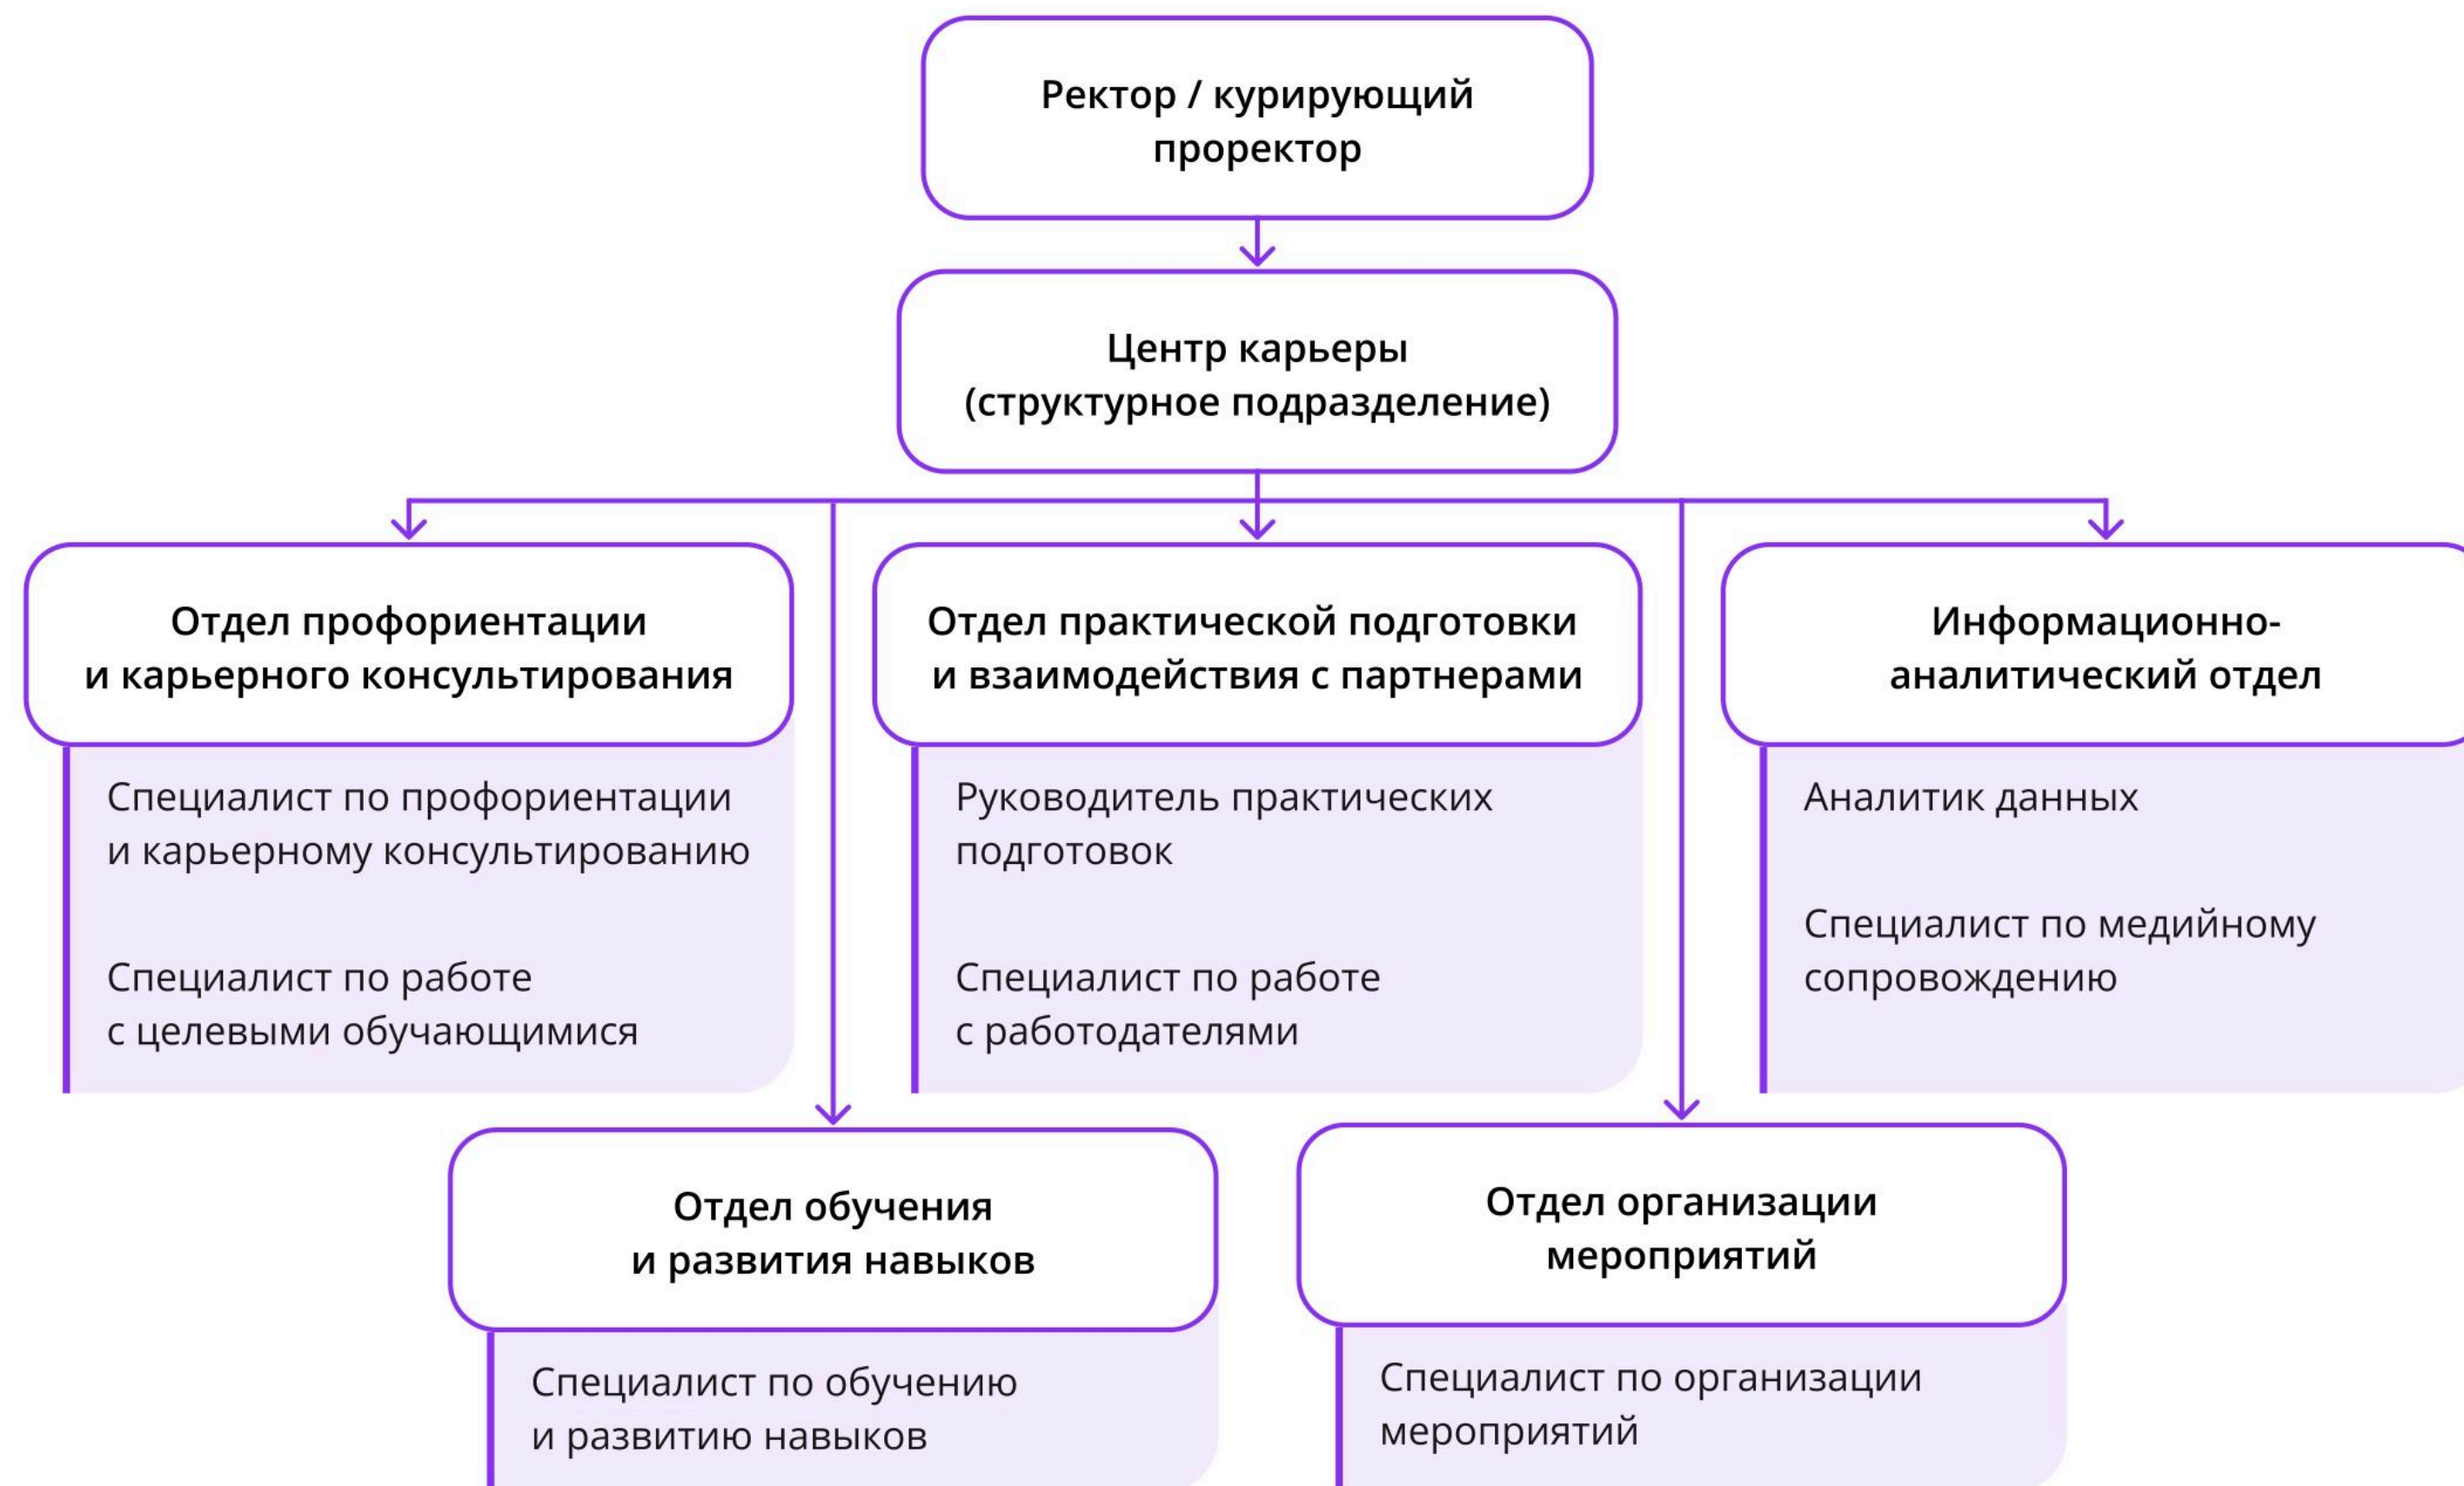 Ректор / курирующий
проректор
Центр карьеры
(структурное подразделение)
Отдел профориентации
и карьерного консультирования
Специалист по профориентации
и карьерному консультированию
Специалист по работе
с целевыми обучающимися
Отдел практической подготовки
и взаимодействия с партнерами
Руководитель практических
подготовок
Специалист по работе
с работодателями
Информационно-
аналитический отдел
Аналитик данных
Специалист по медийному
сопровождению
Отдел обучения
и развития навыков
Специалист по обучению
и развитию навыков
Отдел организации
мероприятий
Специалист по организации
мероприятий